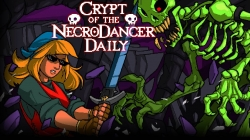 CRYPT
OF THE
NECRODANCER
DAILY